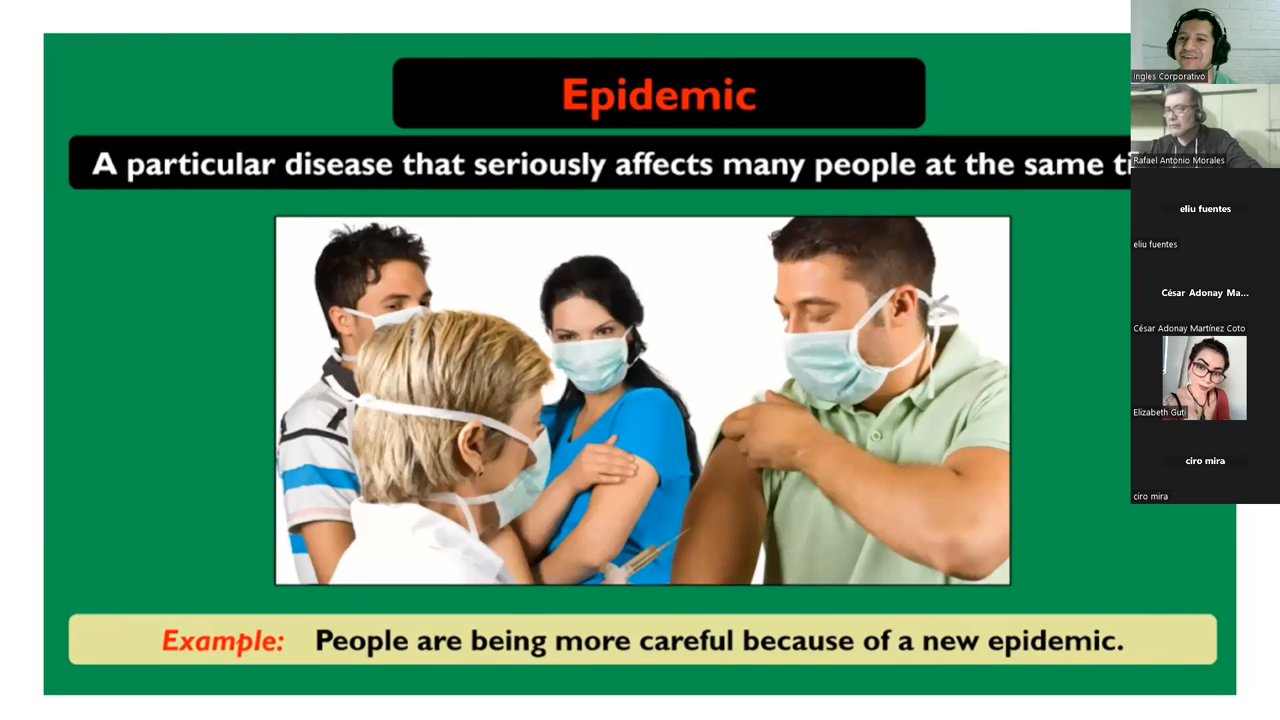 Epidemic
A particular disease that seriously affects many people at the same
Example: People are being more careful because of a new epidemic.
Ingles Corporativo
Rafael Antonio Morales
eliu fuentes
eliu fuentes
César Adonay Ma...
César Adonay Martínez Coto
Elizabeth Guti
ciro mira
ciro mira